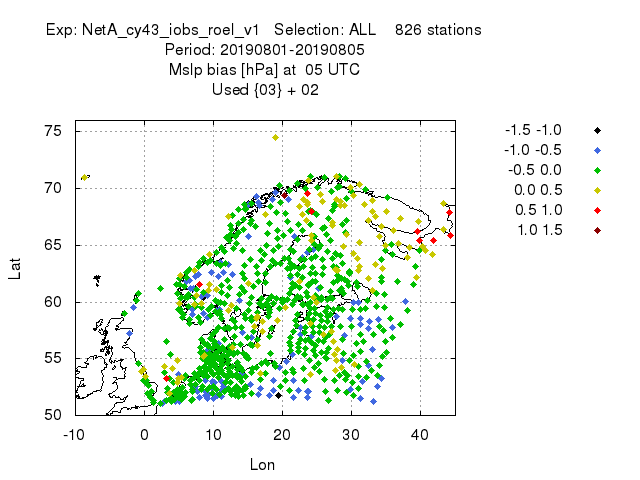 Exp: NetA_cy43_iobs_roel_v1 Selection: ALL 826 stations
Period: 20190801-20190805
Mslp bias [hPa] at 05 UTC
Used {03} + 02
75
70
65
60
55
50
Lat
-10 0 10 20 30 40
Lon
-1.5 -1.0
-1.0 -0.5
-0.5 0.0
0.0 0.5
0.5 1.0
1.0 1.5